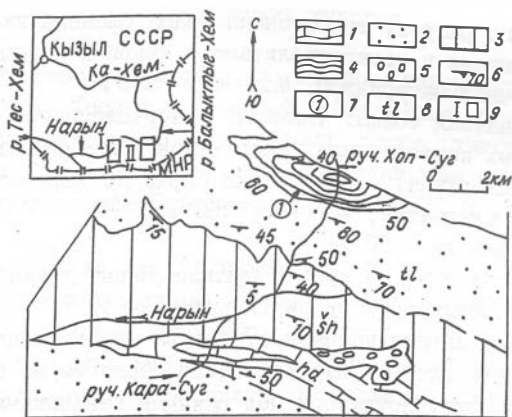 СССР
КЫЗЫЛ
Ка-хем
р. Тес-Хем
Нарын
I
II
МНР
р. Балыктыг-Хем
Ю
1
2
3
4
5
70
6
1
7
tl
8
I
9
руч. Хоп-Суг
0 2км
40
60
1
50
80
15
45
50
tl
5
40
70
Нарын
70
šh
руч. Кара-Суг
50
hd